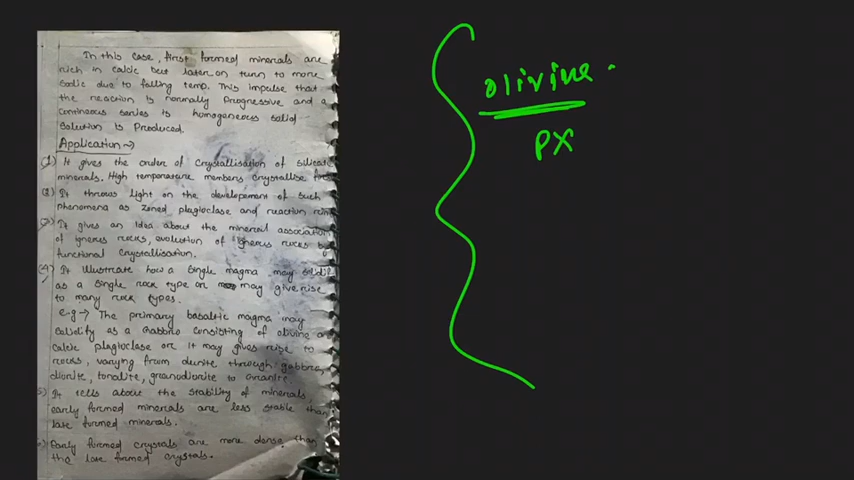 In this case, first formed minerals are
rich in calcic but later on turn to more
Sodic due to falling temp. This impulse that
the reaction is normally progressive and a
continuous series is homogeneous solid
solution is Produced.
Application →
(1) It gives the order of crystallisation of silicate
minerals. High temperature members crystallise
(2) It throws light on the developement of such
Phenomena as zoned plagioclase and reaction rim
(3) It gives an idea about the mineral association
of igneous rocks, evolution of igneous rocks by
functional crystallisation.
(4) It illustrate how a single magma may solidify
as a single rock type or may give rise
to many rock types.
e.g → The primary basaltic magma may
Solidify as a Gabbro consisting of olivine
calcic plagioclase or it may gives rise to
rocks, varying from dunite through gabbro,
diorite, tonalite, granodiorite to Granite.
5) It tells about the stability of minerals,
early formed minerals are less stable than
late formed minerals.
6) Early formed crystals are more dense than
the late formed crystals.
olivine
PX